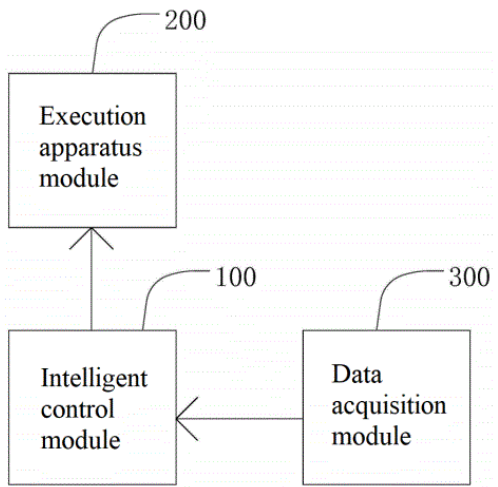 200
Execution
apparatus
module
100
300
Intelligent
control
module
Data
acquisition
module